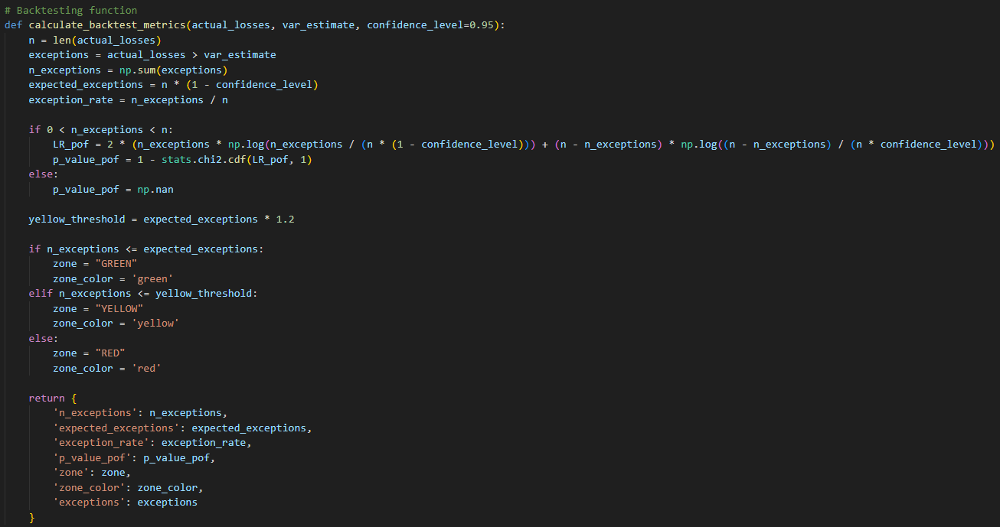 # Backtesting function
def calculate_backtest_metrics(actual_losses, var_estimate, confidence_level=0.95):
    n = len(actual_losses)
    exceptions = actual_losses > var_estimate
    n_exceptions = np.sum(exceptions)
    expected_exceptions = n * (1 - confidence_level)
    exception_rate = n_exceptions / n

    if 0 < n_exceptions < n:
        LR_pof = 2 * (n_exceptions * np.log(n_exceptions / (n * (1 - confidence_level))) + (n - n_exceptions) * np.log((n - n_exceptions) / (n * confidence_level)))
        p_value_pof = 1 - stats.chi2.cdf(LR_pof, 1)
    else:
        p_value_pof = np.nan

    yellow_threshold = expected_exceptions * 1.2

    if n_exceptions <= expected_exceptions:
        zone = "GREEN"
        zone_color = 'green'
    elif n_exceptions <= yellow_threshold:
        zone = "YELLOW"
        zone_color = 'yellow'
    else:
        zone = "RED"
        zone_color = 'red'

    return {
        'n_exceptions': n_exceptions,
        'expected_exceptions': expected_exceptions,
        'exception_rate': exception_rate,
        'p_value_pof': p_value_pof,
        'zone': zone,
        'zone_color': zone_color,
        'exceptions': exceptions
    }